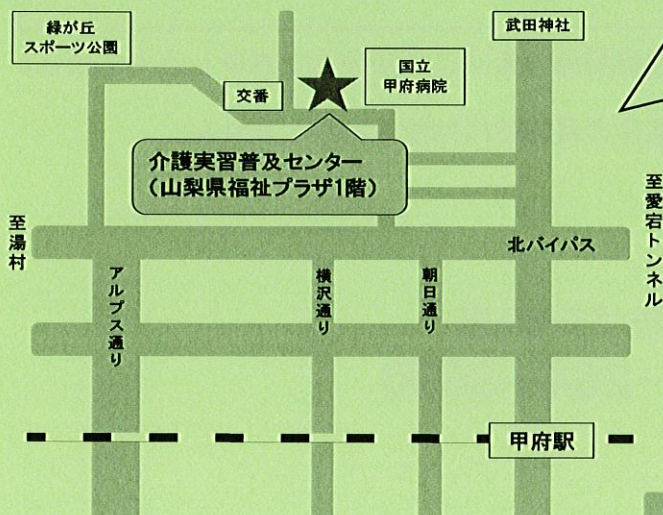 緑が丘
スポーツ公園
武田神社
交番
国立
甲府病院
介護実習普及センター
(山梨県福祉プラザ1階)
至湯村
至愛宕トンネル
北バイパス
アルプス通り
横沢通り
朝日通り
甲府駅